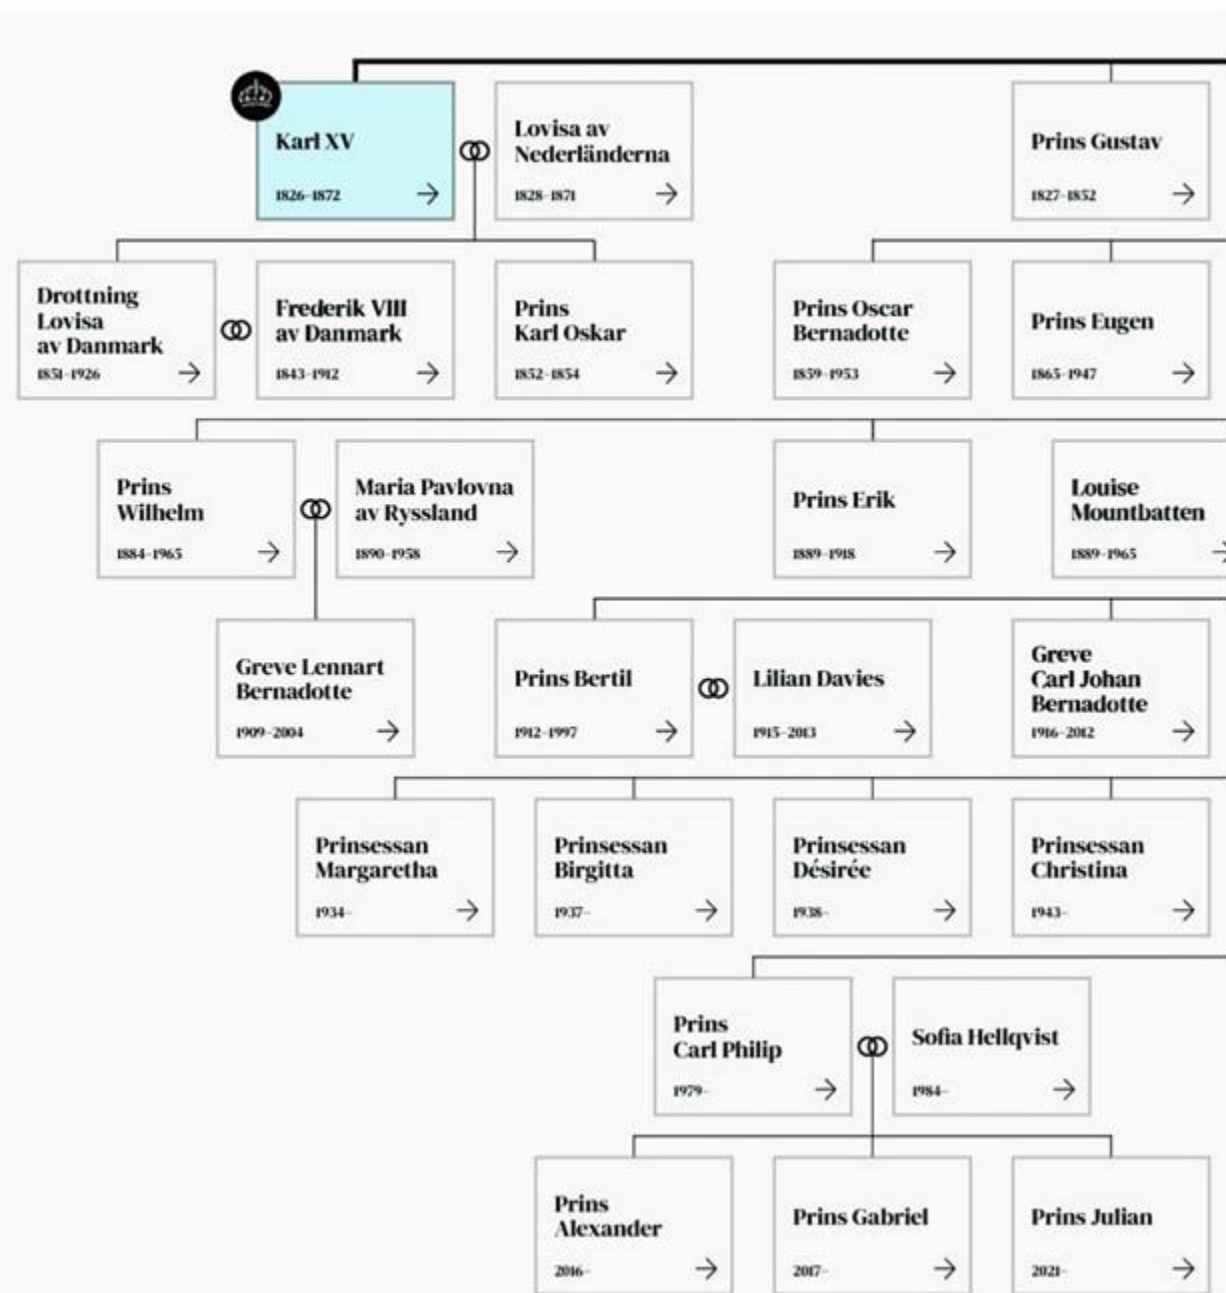 Karl XV
1826–1872
Lovisa av
Nederländerna
1828–1871
Prins Gustav
1827–1852
Drottning
Lovisa
av Danmark
1851–1926
Frederik VIII
av Danmark
1843–1912
Prins
Karl Oskar
1852–1854
Prins Oscar
Bernadotte
1859–1953
Prins Eugen
1865–1947
Prins
Wilhelm
1884–1965
Maria Pavlovna
av Ryssland
1890–1958
Prins Erik
1889–1918
Louise
Mountbatten
1889–1965
Greve Lennart
Bernadotte
1909–2004
Prins Bertil
1912–1997
Lilian Davies
1915–2013
Greve
Carl Johan
Bernadotte
1916–2012
Prinsessan
Margaretha
1934–
Prinsessan
Birgitta
1937–
Prinsessan
Désirée
1938–
Prinsessan
Christina
1943–
Prins
Carl Philip
1979–
Sofia Hellqvist
1984–
Prins
Alexander
2016–
Prins Gabriel
2017–
Prins Julian
2021–